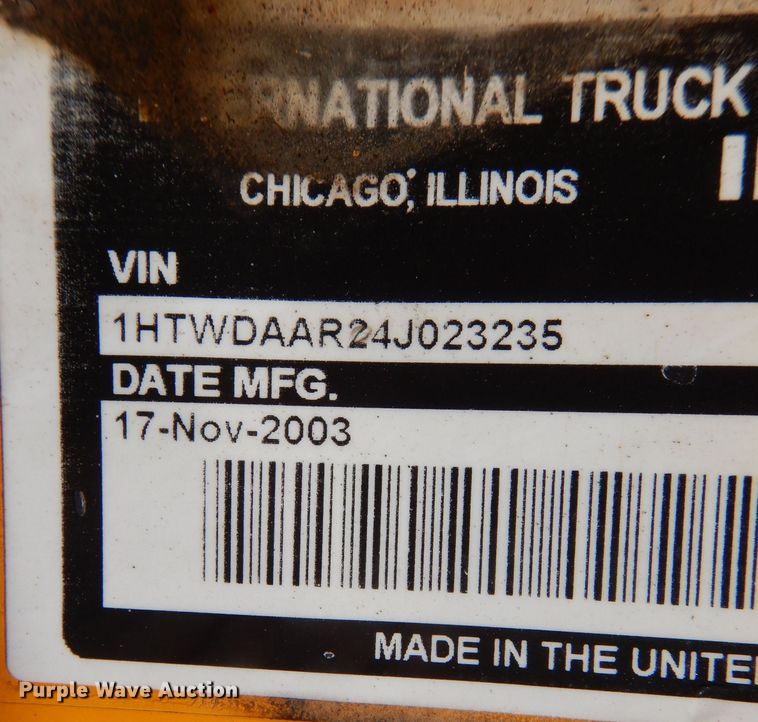 RNATIONAL TRUCK
CHICAGO, ILLINOIS
VIN
1HTWDAAR24J023235
DATE MFG.
17-Nov-2003
MADE IN THE UNITE
Purple Wave Auction